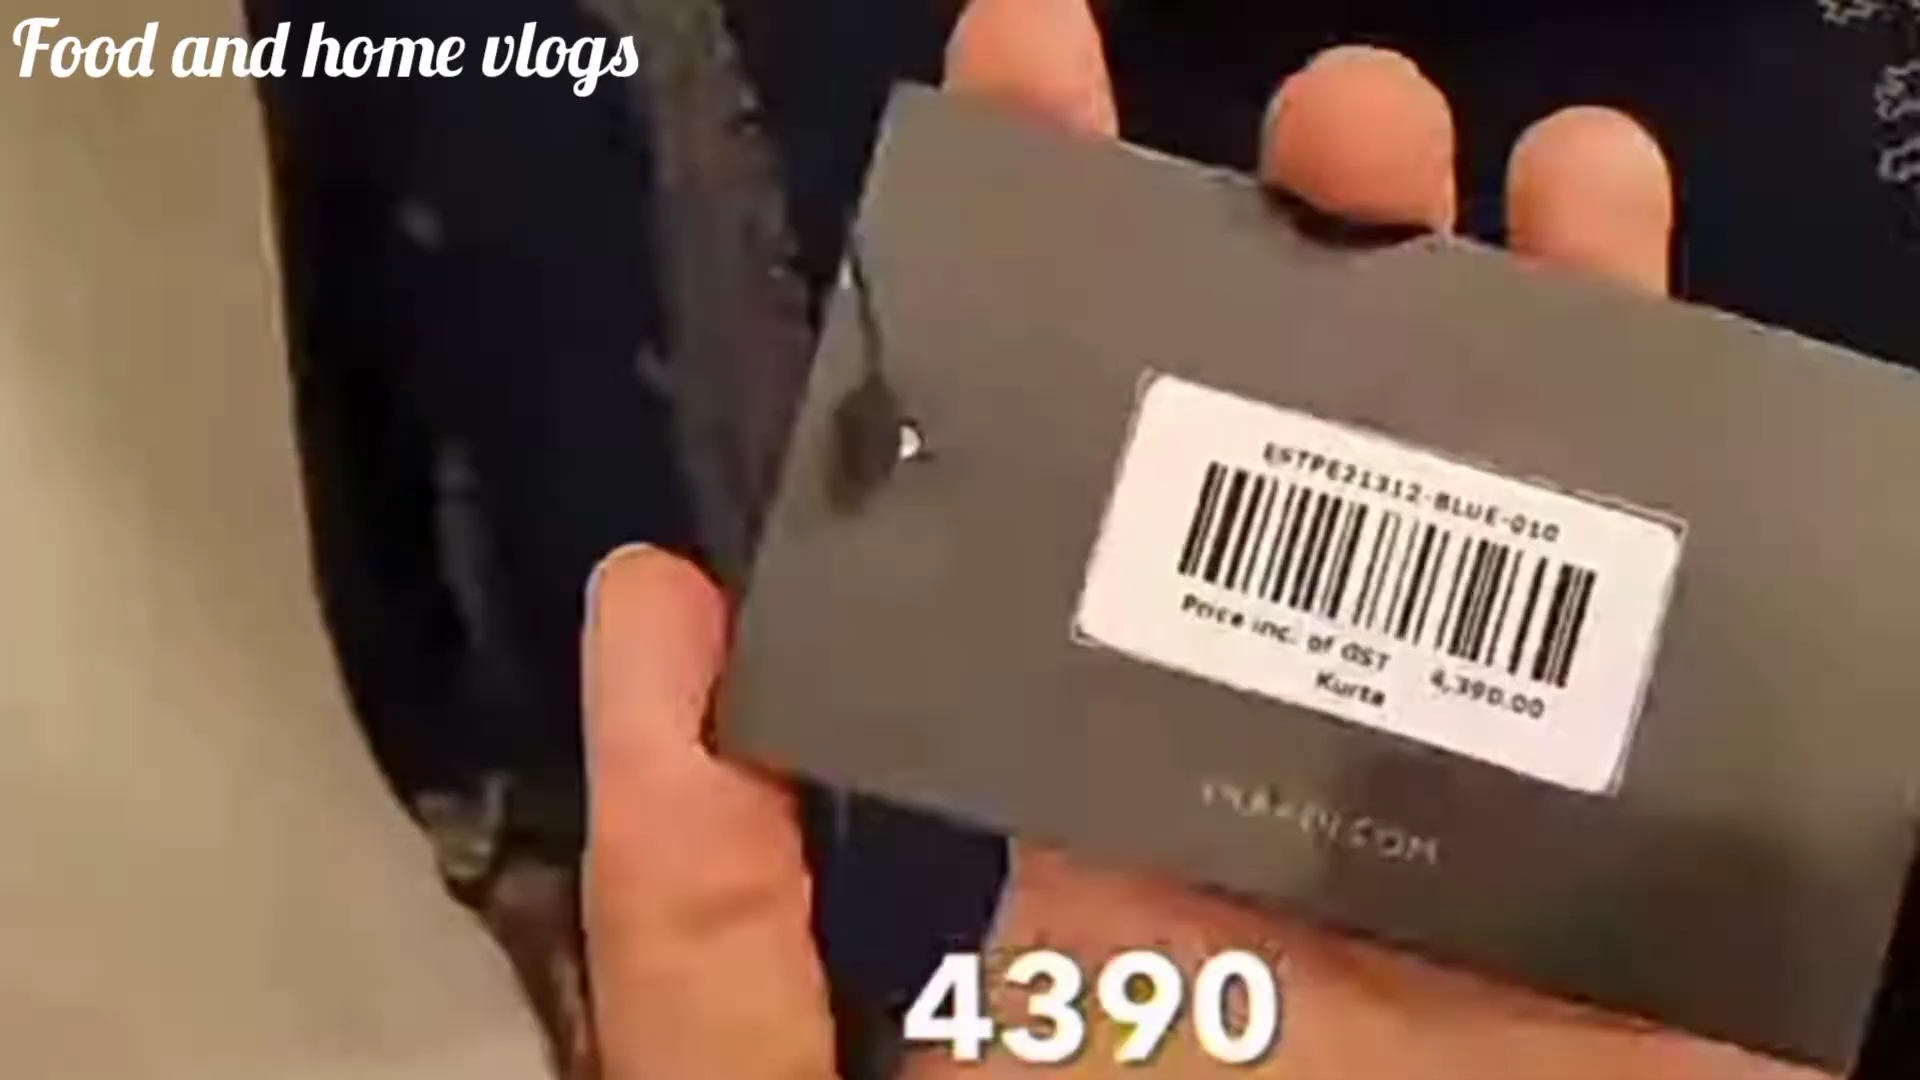 Food and home vlogs
ESTPE21312-BLUE-010
Price inc. of GST 4,390.00
Kurta
4390